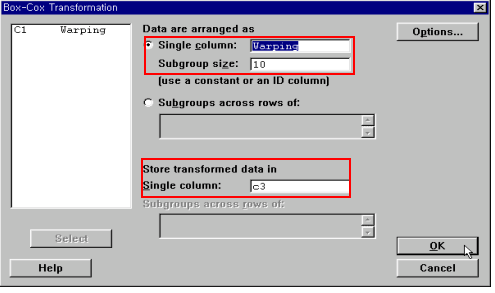 Box-Cox Transformation
C1 Warping
Data are arranged as
Single column: Warping
Subgroup size: 10
(use a constant or an ID column)
Subgroups across rows of:
Store transformed data in
Single column: c3
Subgroups across rows of:
Options...
Select
Help
OK
Cancel